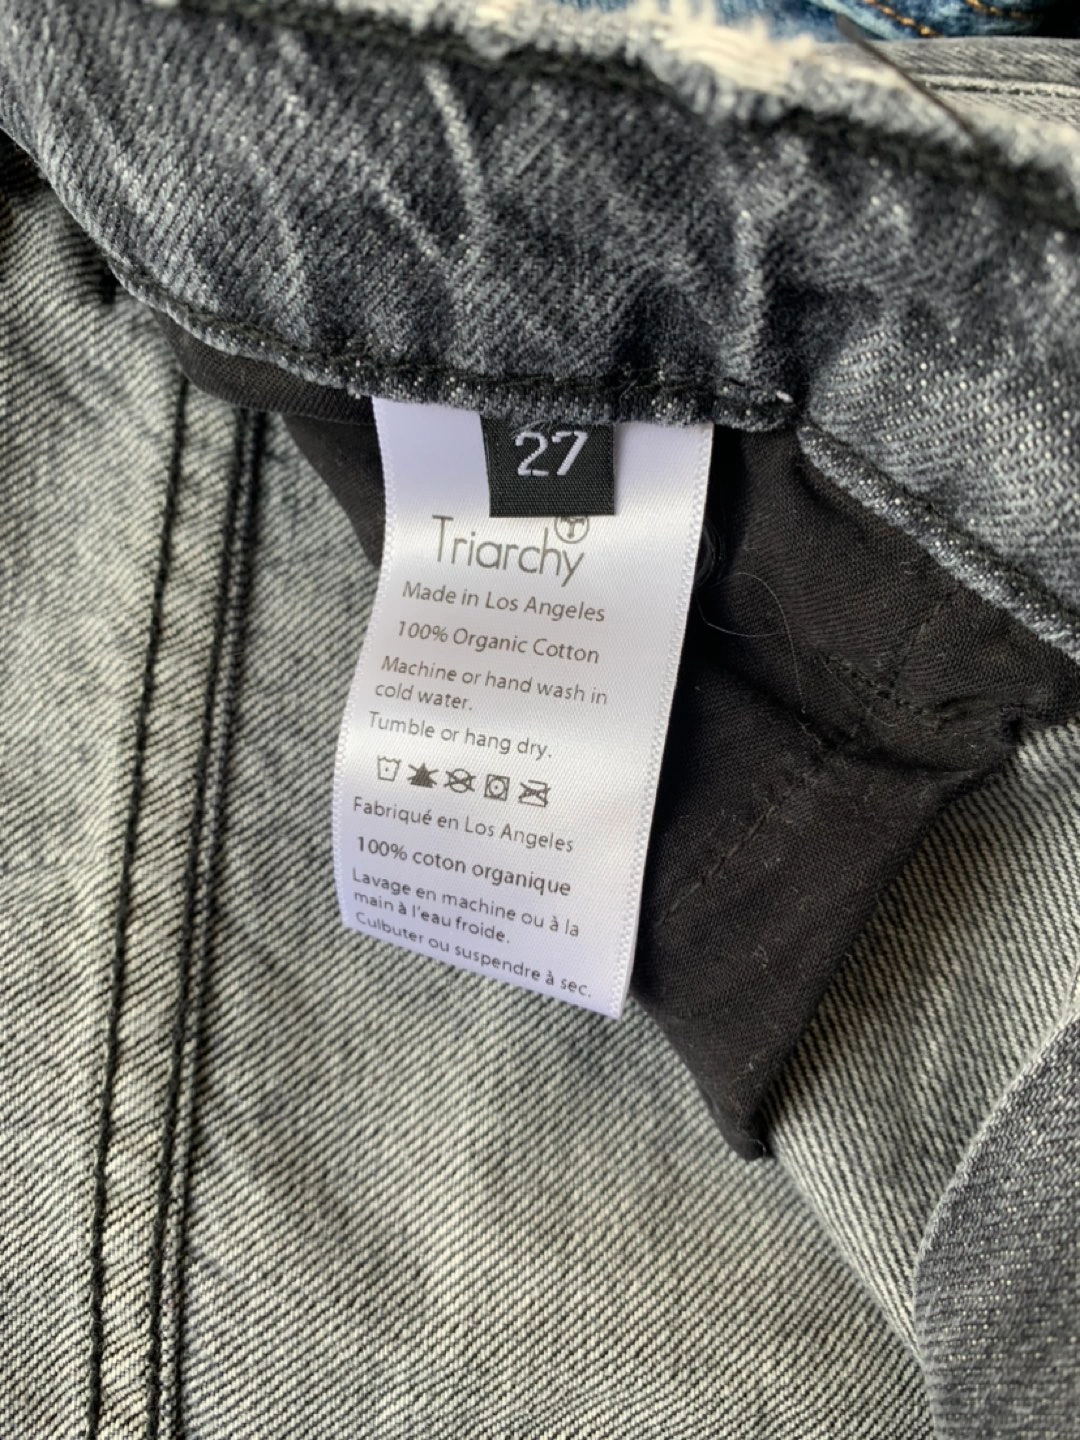 27
Triarchy
Made in Los Angeles
100% Organic Cotton
Machine or hand wash in
cold water.
Tumble or hang dry.
Fabriqué en Los Angeles
100% coton organique
Lavage en machine ou à la
main à l'eau froide.
Culbuter ou suspendre à sec.